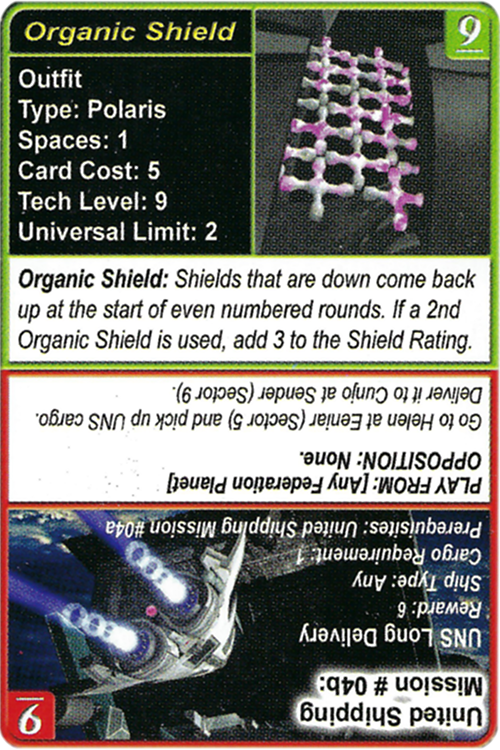 Organic Shield
9
Outfit
Type: Polaris
Spaces: 1
Card Cost: 5
Tech Level: 9
Universal Limit: 2
Organic Shield: Shields that are down come back
up at the start of even numbered rounds. If a 2nd
Organic Shield is used, add 3 to the Shield Rating.
United Shipping
Mission # 04b:
9
UNS Long Delivery
Reward: 6
Ship Type: Any
Cargo Requirement: 1
Prerequisites: United Shipping Mission #04a
PLAY FROM: [Any Federation Planet]
OPPOSITION: None.
Go to Helen at Eeniar (Sector 5) and pick up UNS cargo.
Deliver it to Cunjo at Sender (Sector 9).